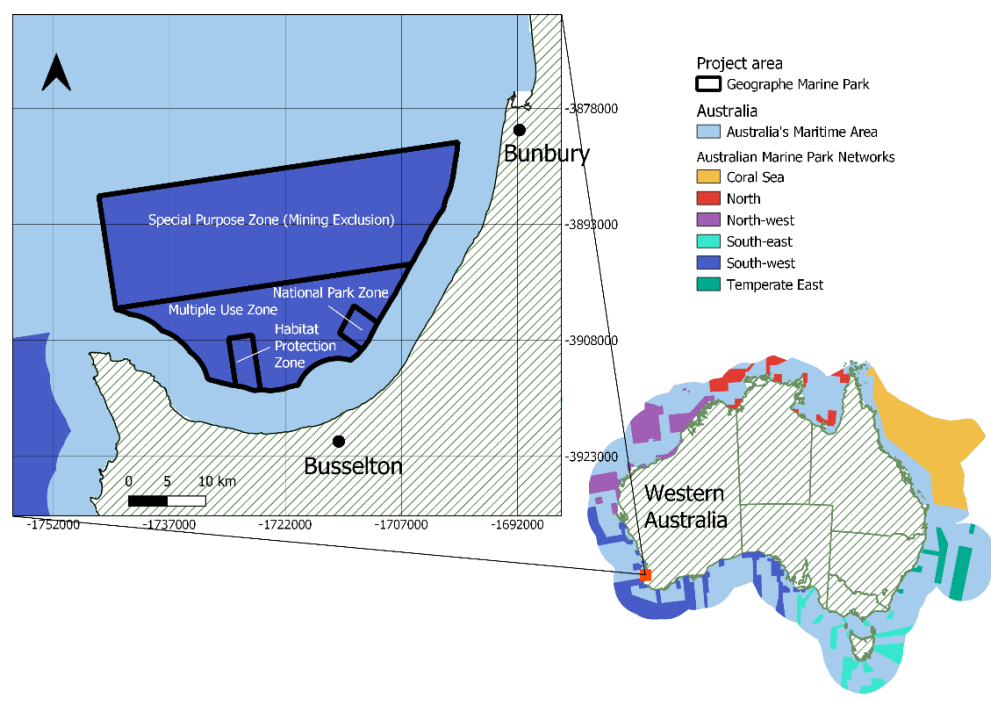 Project area
Geographe Marine Park
Australia
Australia's Maritime Area
Australian Marine Park Networks
Coral Sea
North
North-west
South-east
South-west
Temperate East
-3878000
Bunbury
Special Purpose Zone (Mining Exclusion)
-3893000
National Park Zone
Multiple Use Zone
Habitat
Protection
Zone
-3908000
Busselton
-3923000
0 5 10 km
-1752000 -1737000 -1722000 -1707000 -1692000
Western
Australia